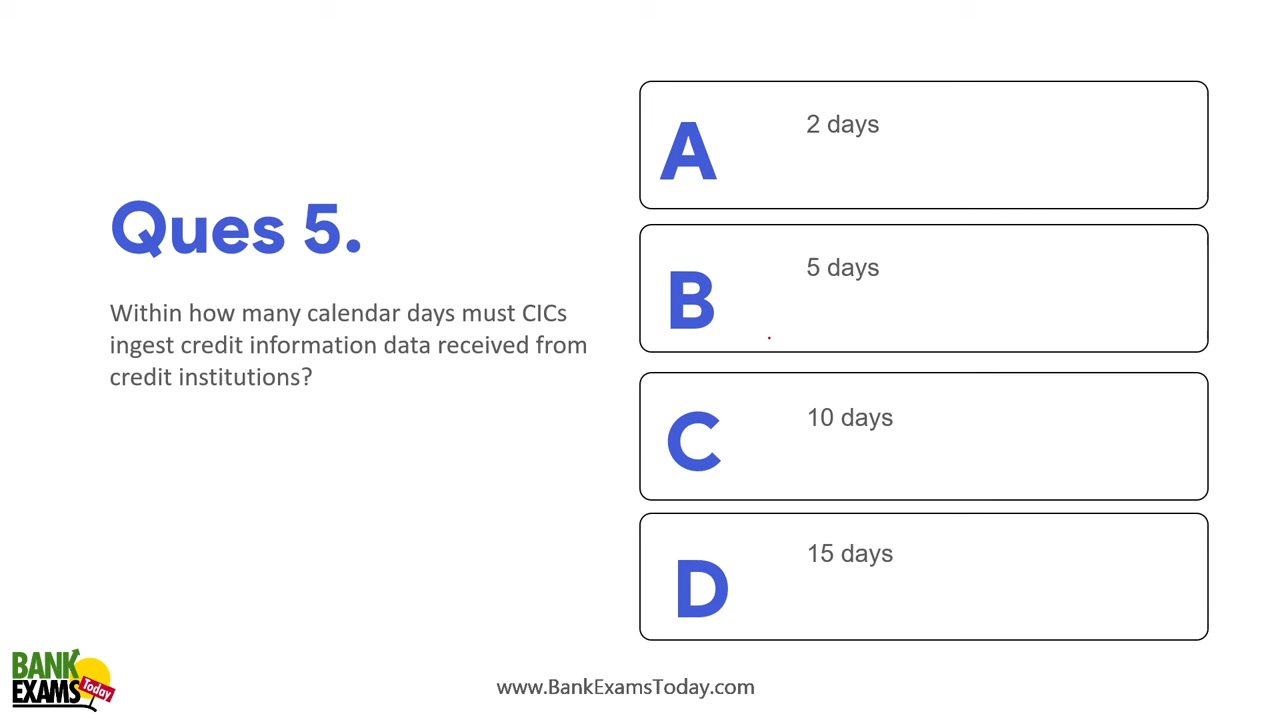 Ques 5.
Within how many calendar days must CICs
ingest credit information data received from
credit institutions?
A
2 days
B
5 days
C
10 days
D
15 days
BANK
EXAMS
Today
www.BankExamsToday.com